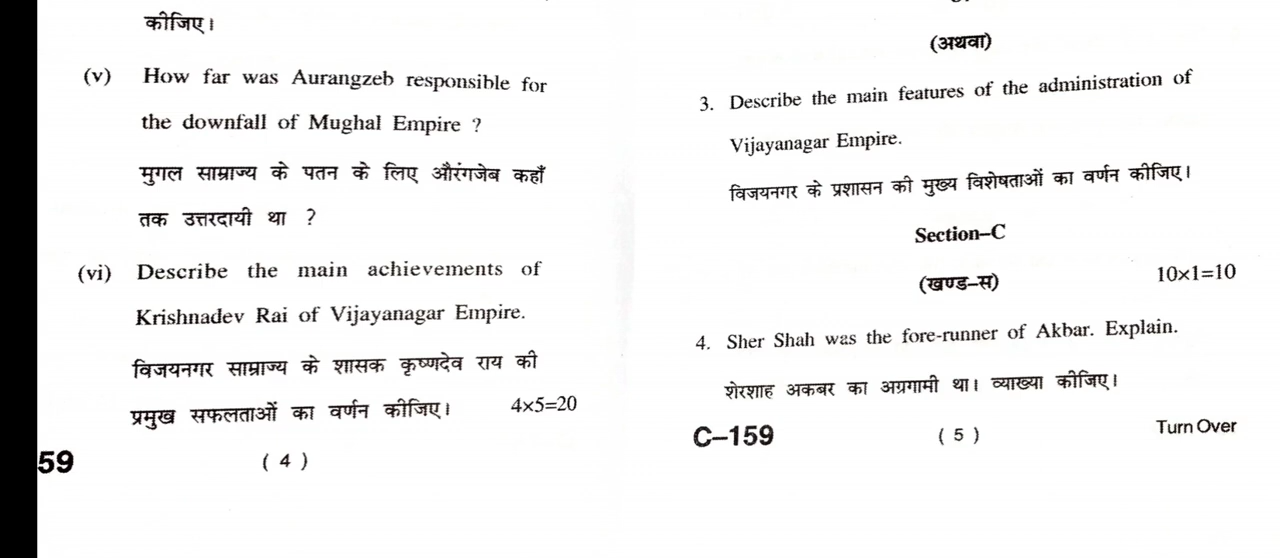 कीजिए।
(v) How far was Aurangzeb responsible for
the downfall of Mughal Empire ?
मुगल साम्राज्य के पतन के लिए औरंगजेब कहाँ
तक उत्तरदायी था ?
(vi) Describe the main achievements of
Krishnadev Rai of Vijayanagar Empire.
विजयनगर साम्राज्य के शासक कृष्णदेव राय की
प्रमुख सफलताओं का वर्णन कीजिए। 4×5=20
59 ( 4 )
(अथवा)
3. Describe the main features of the administration of
Vijayanagar Empire.
विजयनगर के प्रशासन की मुख्य विशेषताओं का वर्णन कीजिए।
Section–C
(खण्ड–स) 10×1=10
4. Sher Shah was the fore-runner of Akbar. Explain.
शेरशाह अकबर का अग्रगामी था। व्याख्या कीजिए।
C–159 ( 5 ) Turn Over